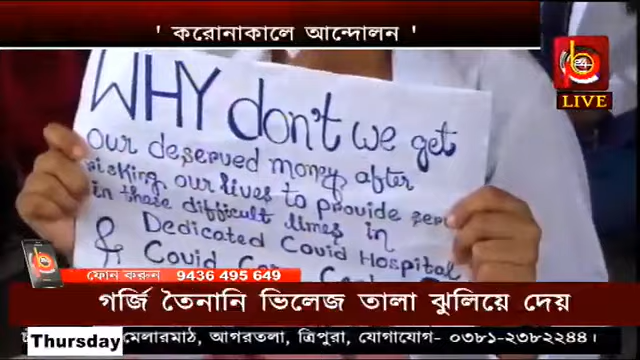 ' করোনাকালে আন্দোলন '
24
LIVE
WHY don't we get
our deserved money after
risking our lives to provide
in these difficult times in
Dedicated Covid Hospital
& Covid
ফোন করুন 9436 495 649
গর্জি তৈনানি ভিলেজ তালা ঝুলিয়ে দেয়
Thursday মেলারমাঠ, আগরতলা, ত্রিপুরা, যোগাযোগ- ০৩৮১-২৩৮২২৪৪।